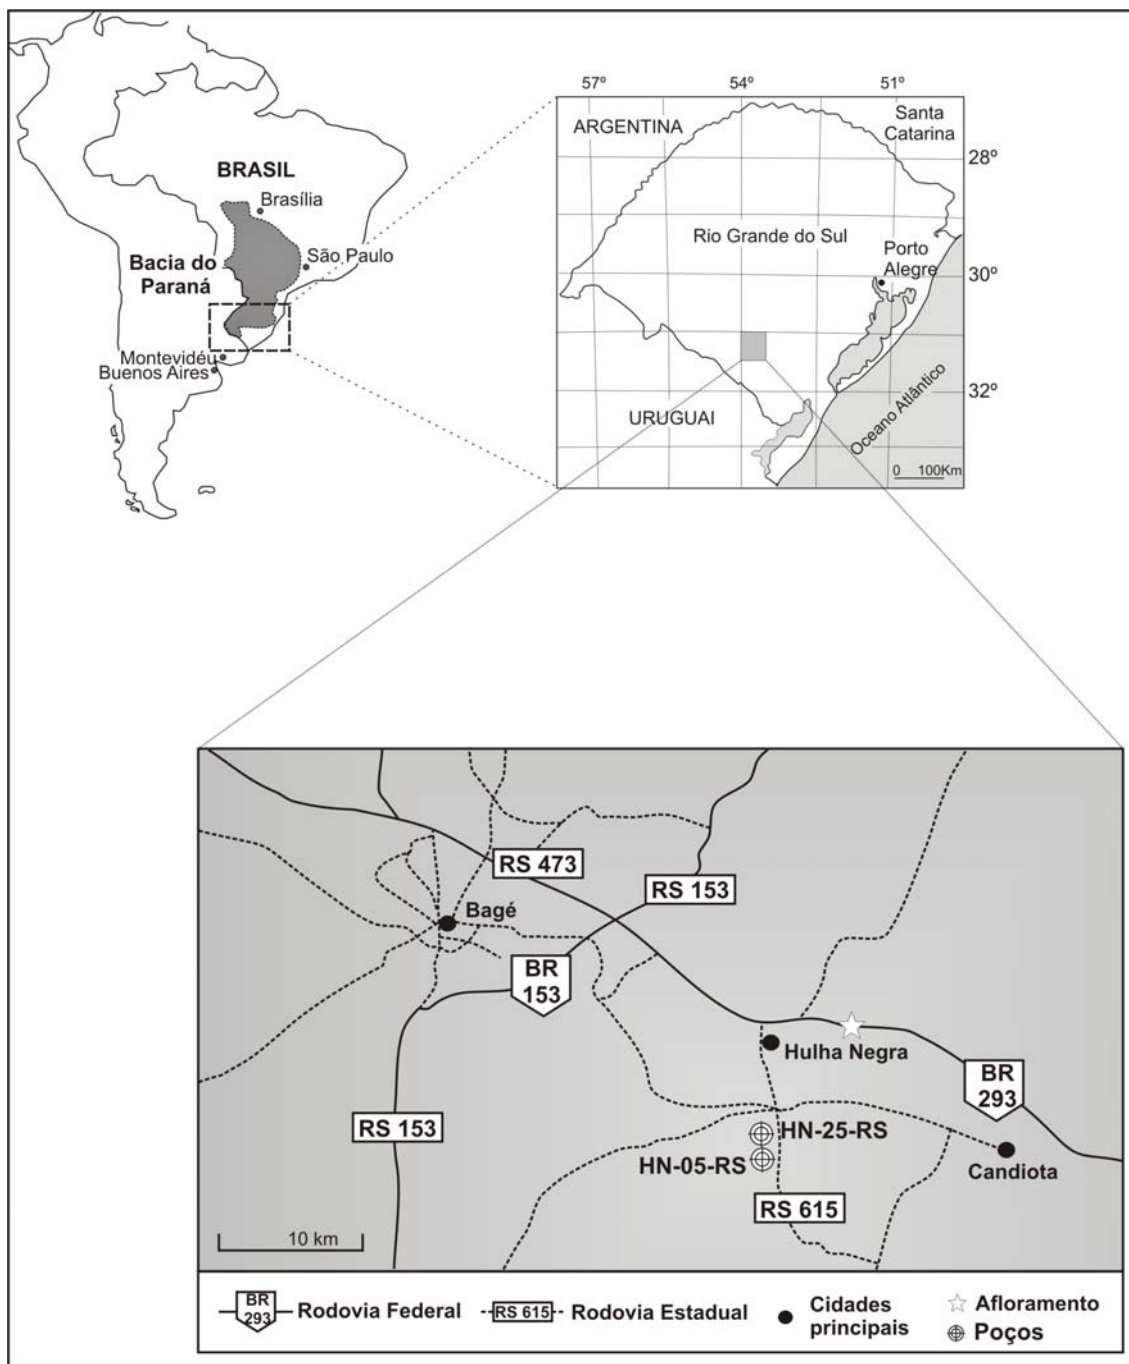 BRASIL
Brasília
São Paulo
Bacia do
Paraná
Montevidéu
Buenos Aires
57º
54º
51º
ARGENTINA
Santa
Catarina
28º
Rio Grande do Sul
Porto
Alegre
30º
32º
URUGUAI
Oceano Atlântico
0 100Km
RS 473
RS 153
Bagé
BR
153
Hulha Negra
BR
293
RS 153
HN-25-RS
HN-05-RS
Candiota
RS 615
10 km
BR
293
Rodovia Federal
RS 615
Rodovia Estadual
Cidades
principais
Afloramento
Poços